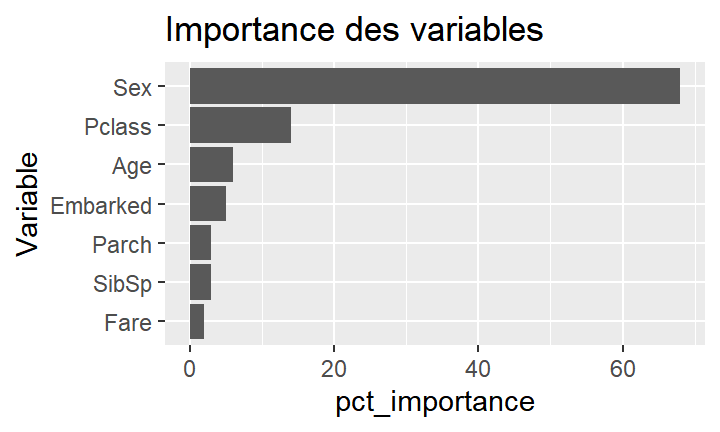 Importance des variables
Variable
Sex
Pclass
Age
Embarked
Parch
SibSp
Fare
0 20 40 60
pct_importance